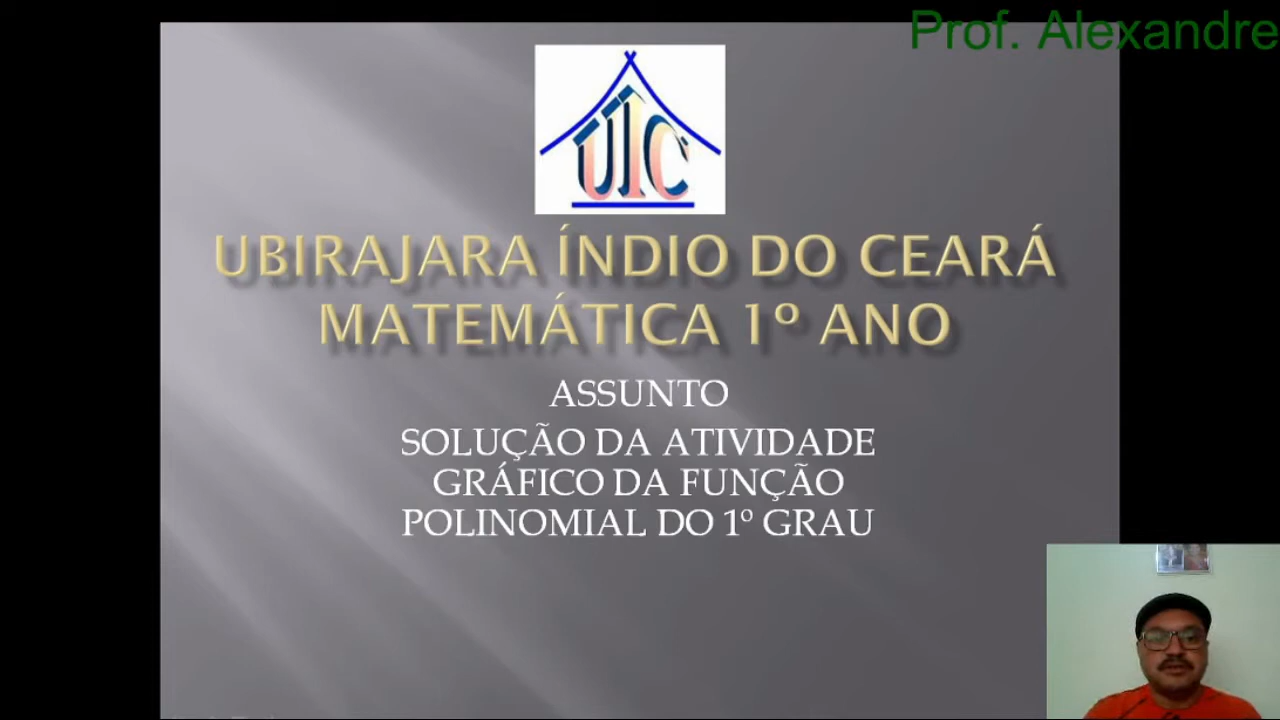 Prof. Alexandre
UIC
UBIRAJARA ÍNDIO DO CEARÁ
MATEMÁTICA 1º ANO
ASSUNTO
SOLUÇÃO DA ATIVIDADE
GRÁFICO DA FUNÇÃO
POLINOMIAL DO 1º GRAU